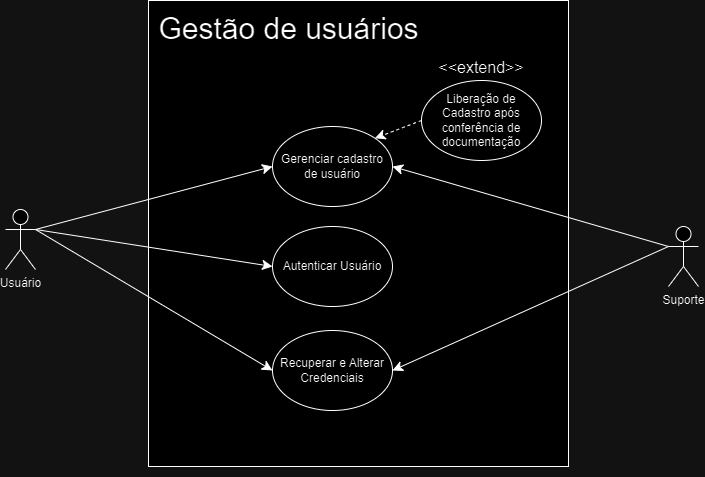 Gestão de usuários
<<extend>>
Liberação de
Cadastro após
conferência de
documentação
Gerenciar cadastro
de usuário
Autenticar Usuário
Usuário
Suporte
Recuperar e Alterar
Credenciais